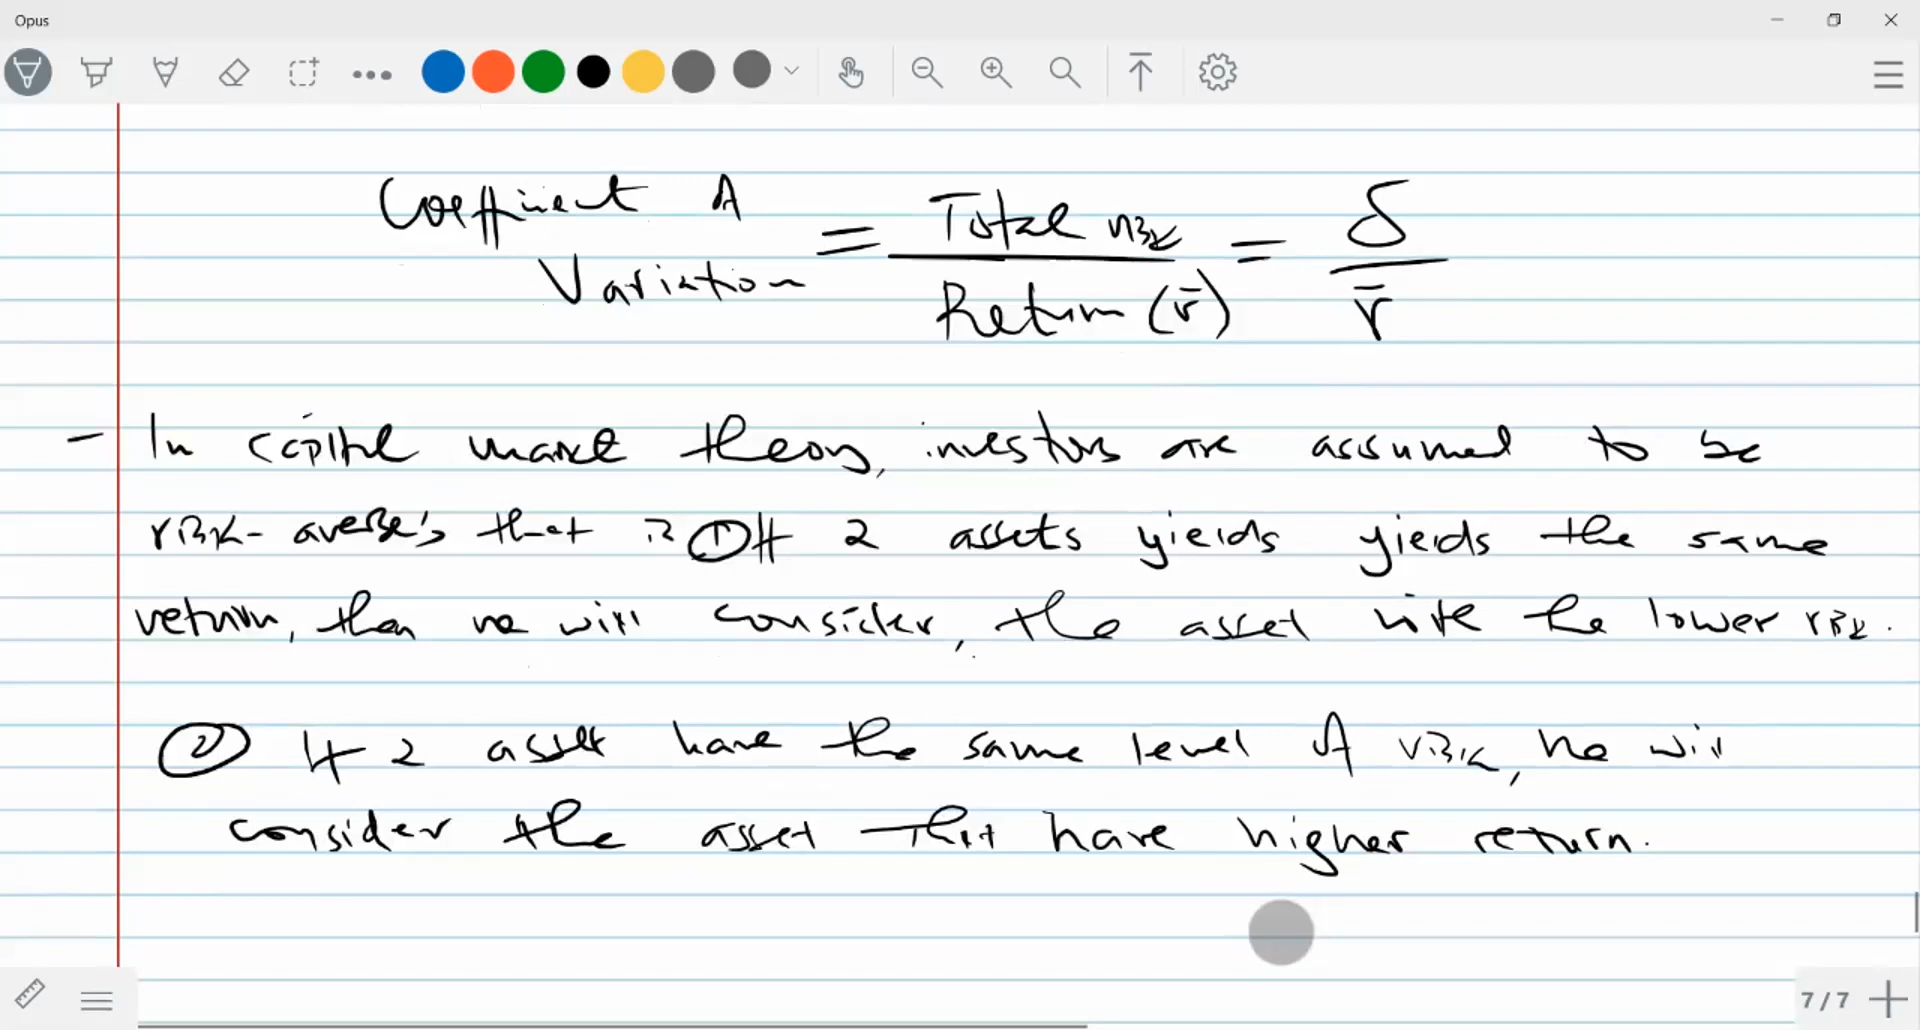 Opus
Coefficient of
Variation = Total risk / Return (r̄) = δ / r̄
- In capital market theory, investors are assumed to be
risk-averse's that is ① If 2 assets yields yields the same
return, then he will consider, the asset with the lower risk.
② If 2 asset have the same level of risk, he will
consider the asset that have higher return.
7 / 7